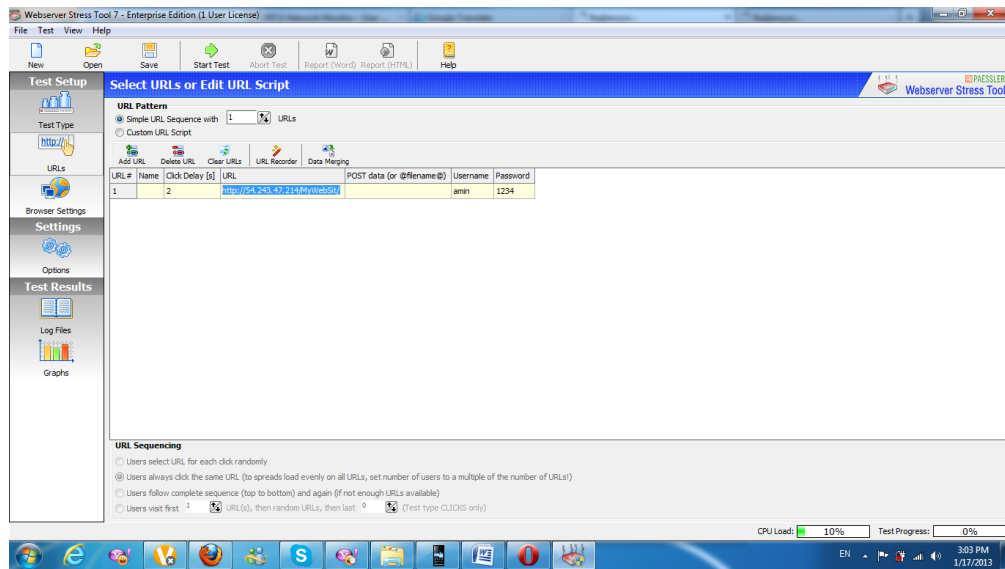 Webserver Stress Tool 7 - Enterprise Edition (1 User License)
File Test View Help
New Open Save Start Test Abort Test Report (Word) Report (HTML) Help
Test Setup
Test Type
http://
URLs
Browser Settings
Settings
Options
Test Results
Log Files
Graphs
Select URLs or Edit URL Script
PAESSLER
Webserver Stress Tool
URL Pattern
Simple URL Sequence with 1 URLs
Custom URL Script
Add URL Delete URL Clear URLs URL Recorder Data Merging
URL# Name Click Delay [s] URL POST data (or @filename@) Username Password
1 2 http://54.243.47.214/MyWebSit/ amin 1234
URL Sequencing
Users select URL for each click randomly
Users always click the same URL (to spreads load evenly on all URLs, set number of users to a multiple of the number of URLs!)
Users follow complete sequence (top to bottom) and again (if not enough URLs available)
Users visit first 1 URL(s), then random URLs, then last 0 (Test type CLICKS only)
CPU Load: 10% Test Progress: 0%
EN
3:03 PM
1/17/2013